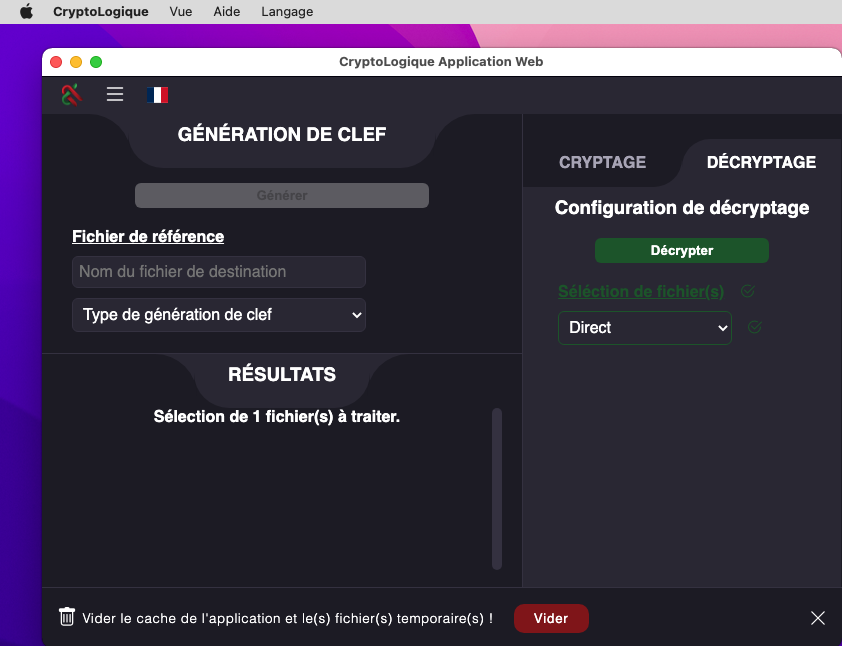 CryptoLogique Vue Aide Langage
CryptoLogique Application Web
GÉNÉRATION DE CLEF
Générer
Fichier de référence
Nom du fichier de destination
Type de génération de clef
RÉSULTATS
Sélection de 1 fichier(s) à traiter.
CRYPTAGE DÉCRYPTAGE
Configuration de décryptage
Décrypter
Séléction de fichier(s)
Direct
Vider le cache de l'application et le(s) fichier(s) temporaire(s) ! Vider